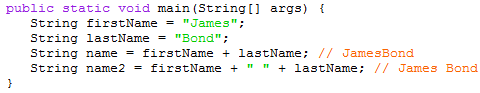 public static void main(String[] args) {
    String firstName = "James";
    String lastName = "Bond";
    String name = firstName + lastName; // JamesBond
    String name2 = firstName + " " + lastName; // James Bond
}